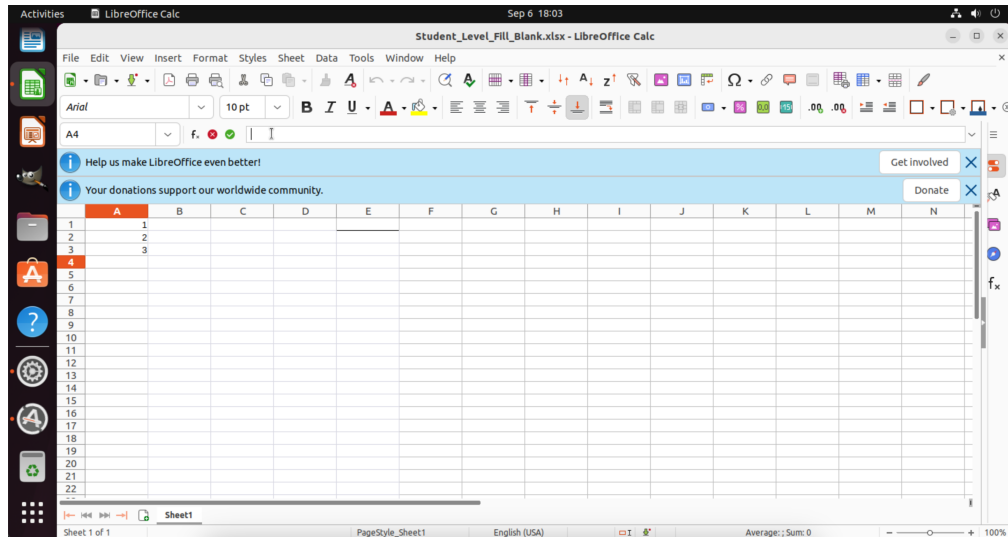 Activities LibreOffice Calc Sep 6 18:03
Student_Level_Fill_Blank.xlsx - LibreOffice Calc
File Edit View Insert Format Styles Sheet Data Tools Window Help
Arial 10 pt B I U A
A4 fx
Help us make LibreOffice even better! Get involved
Your donations support our worldwide community. Donate
A B C D E F G H I J K L M N
1 1
2 2
3 3
4
5
6
7
8
9
10
11
12
13
14
15
16
17
18
19
20
21
22
Sheet1
Sheet 1 of 1 PageStyle_Sheet1 English (USA) Average: ; Sum: 0 100%